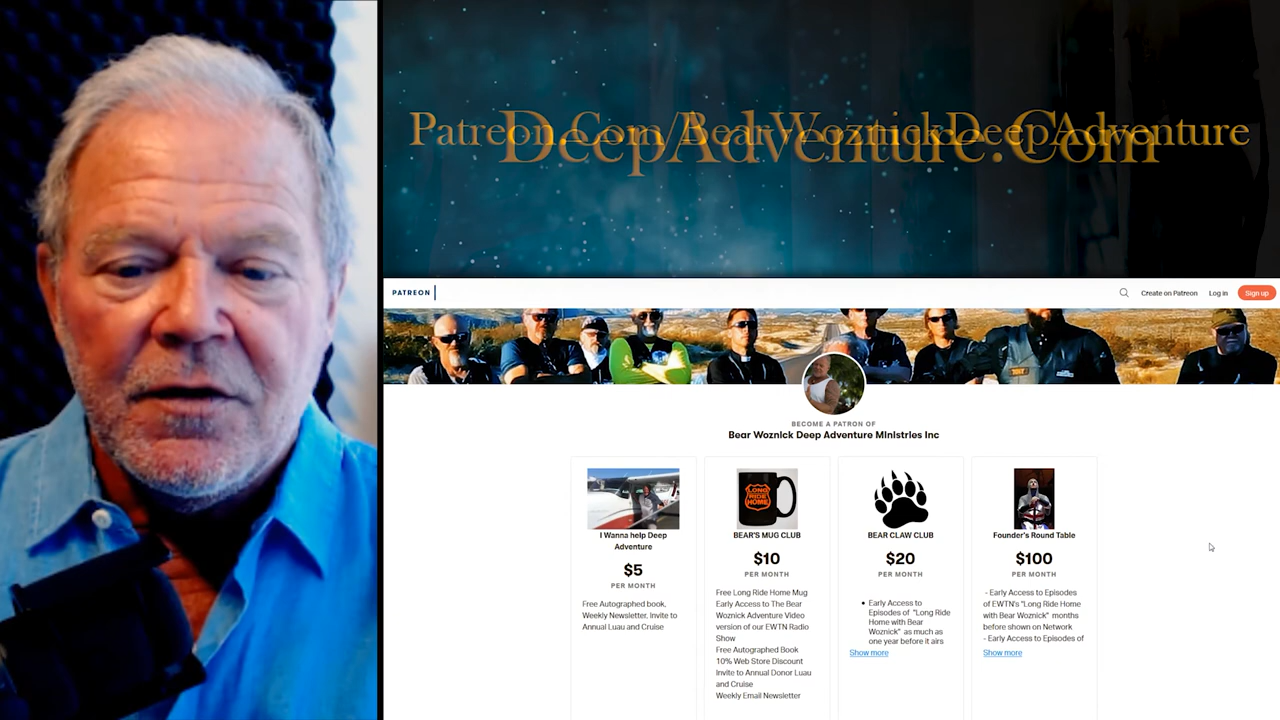 Patreon.Com/BearWoznickDeepAdventure
DeepAdventure.Com
PATREON
Create on Patreon
Log in
Sign up
BECOME A PATRON OF
Bear Woznick Deep Adventure Ministries Inc
I Wanna help Deep
Adventure
$5
PER MONTH
Free Autographed book,
Weekly Newsletter, Invite to
Annual Luau and Cruise
LONG
RIDE
HOME
BEAR'S MUG CLUB
$10
PER MONTH
Free Long Ride Home Mug
Early Access to The Bear
Woznick Adventure Video
version of our EWTN Radio
Show
Free Autographed Book
10% Web Store Discount
Invite to Annual Donor Luau
and Cruise
Weekly Email Newsletter
BEAR CLAW CLUB
$20
PER MONTH
• Early Access to
Episodes of "Long Ride
Home with Bear
Woznick" as much as
one year before it airs
Show more
Founder's Round Table
$100
PER MONTH
- Early Access to Episodes
of EWTN's "Long Ride Home
with Bear Woznick" months
before shown on Network
- Early Access to Episodes of
Show more